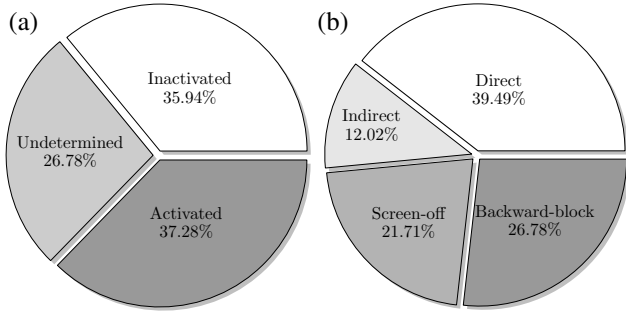 (a)
Inactivated
35.94%
Undetermined
26.78%
Activated
37.28%
(b)
Direct
39.49%
Indirect
12.02%
Screen-off
21.71%
Backward-block
26.78%